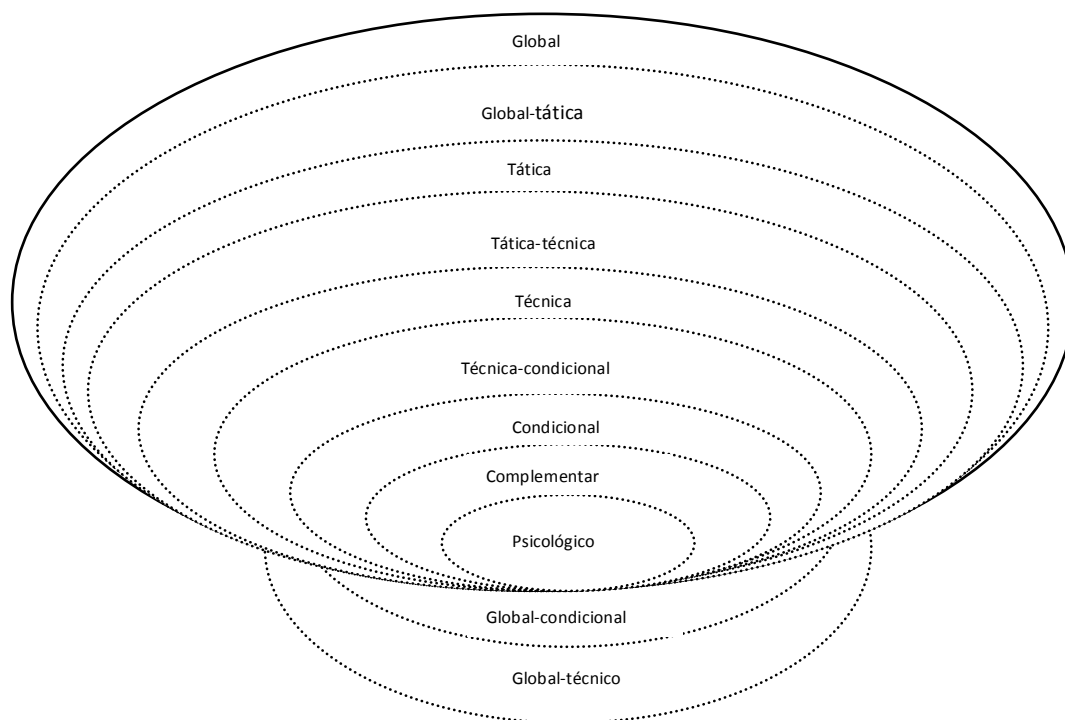 Global
Global-tática
Tática
Tática-técnica
Técnica
Técnica-condicional
Condicional
Complementar
Psicológico
Global-condicional
Global-técnico